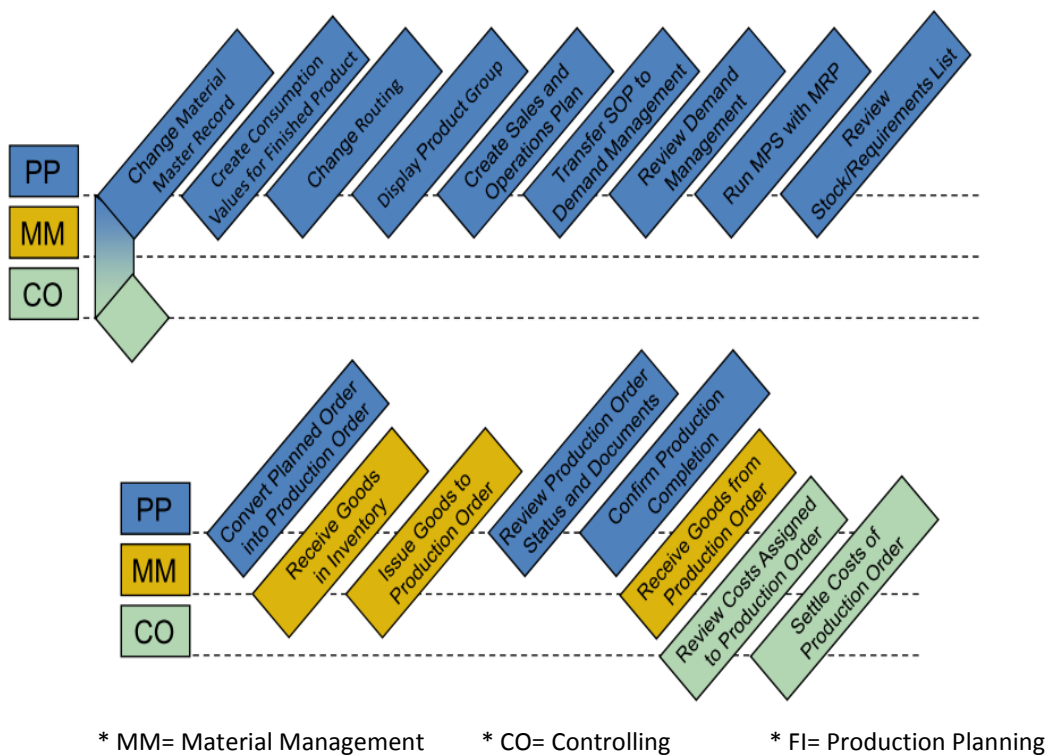 Change Material
Master Record
Create Consumption
Values for Finished Product
Change Routing
Display Product Group
Create Sales and
Operations Plan
Transfer SOP to
Demand Management
Review Demand
Management
Run MPS with MRP
Review
Stock/Requirements List
PP
MM
CO
Convert Planned Order
into Production Order
Receive Goods
in Inventory
Issue Goods to
Production Order
Review Production Order
Status and Documents
Confirm Production
Completion
Receive Goods from
Production Order
Review Costs Assigned
to Production Order
Settle Costs of
Production Order
PP
MM
CO
* MM= Material Management * CO= Controlling * FI= Production Planning